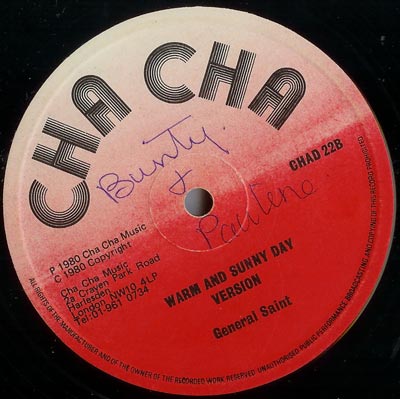 CHA CHA
Bunty
+
Pauline
CHAD 22B
P 1980 Cha Cha Music
C 1980 Copyright
Cha Cha Music
2a Craven Park Road
Harlesden
London NW10 4LP
Tel:01-961 0734
WARM AND SUNNY DAY
VERSION
General Saint
ALL RIGHTS OF THE MANUFACTURER AND OF THE OWNER OF THE RECORDED WORK RESERVED UNAUTHORISED PUBLIC PERFORMANCE, BROADCASTING AND COPYING OF THIS RECORD PROHIBITED